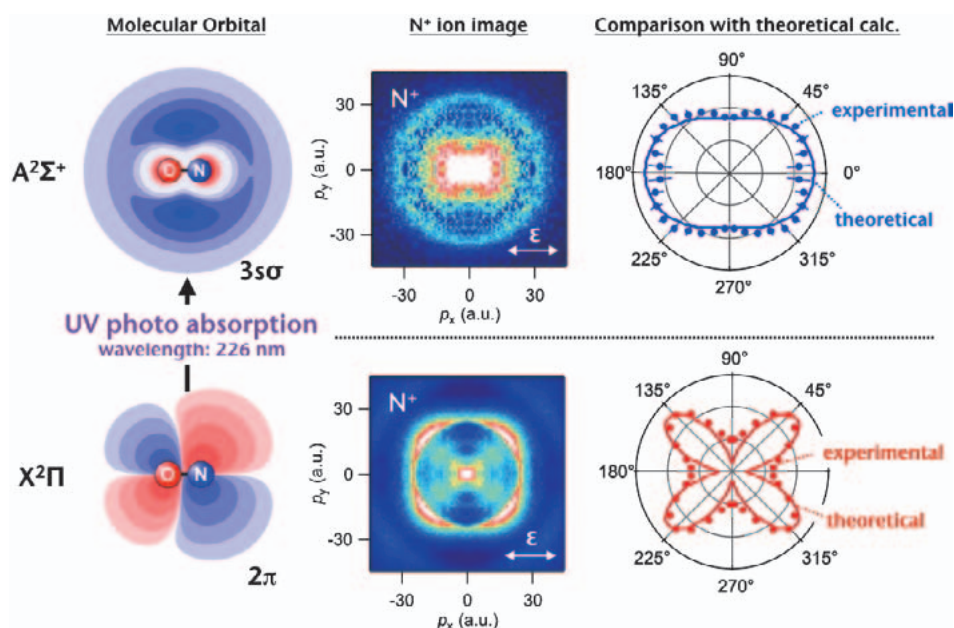 Molecular Orbital
N⁺ ion image
Comparison with theoretical calc.
A²Σ⁺
O
N
3sσ
N⁺
ε
30
0
-30
p_y (a.u.)
-30
0
30
p_x (a.u.)
90°
135°
45°
experimental
180°
0°
theoretical
225°
315°
270°
UV photo absorption
wavelength: 226 nm
X²Π
O
N
2π
N⁺
ε
30
0
-30
p_y (a.u.)
-30
0
30
p_x (a.u.)
90°
135°
45°
experimental
180°
theoretical
225°
315°
270°